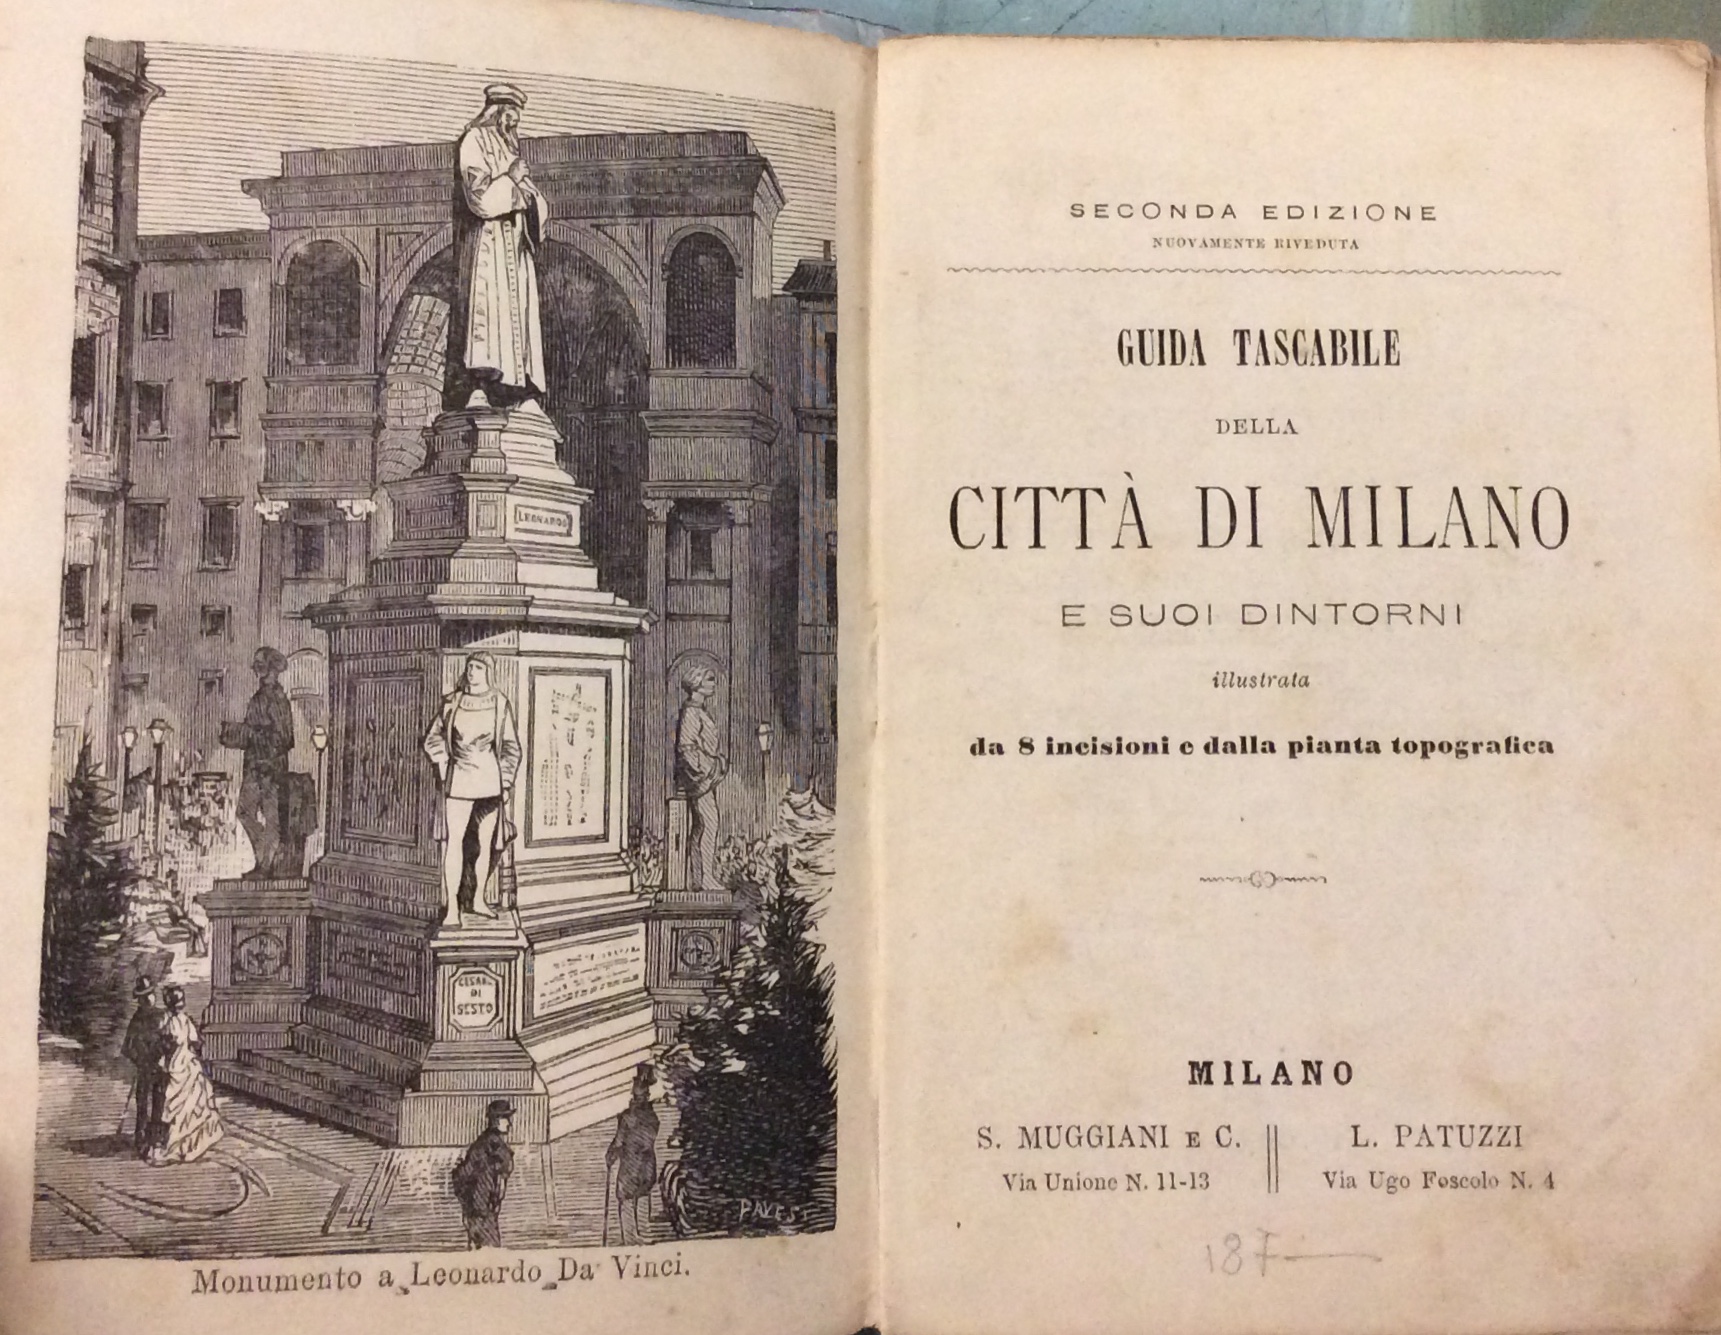 LEONARDO
CESARE
DI
SESTO
PAVESI
Monumento a Leonardo Da Vinci.
SECONDA EDIZIONE
NUOVAMENTE RIVEDUTA
GUIDA TASCABILE
DELLA
CITTÀ DI MILANO
E SUOI DINTORNI
illustrata
da 8 incisioni e dalla pianta topografica
MILANO
S. MUGGIANI E C.
Via Unione N. 11-13
L. PATUZZI
Via Ugo Foscolo N. 4
187